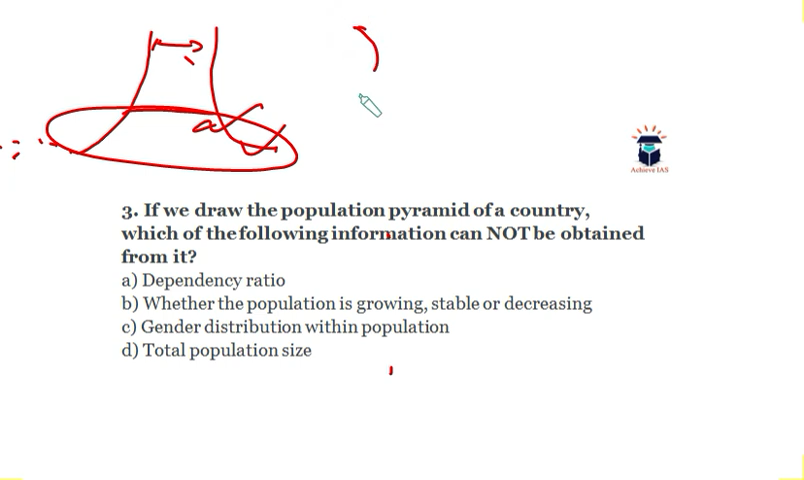 Achieve IAS
3. If we draw the population pyramid of a country,
which of the following information can NOT be obtained
from it?
a) Dependency ratio
b) Whether the population is growing, stable or decreasing
c) Gender distribution within population
d) Total population size